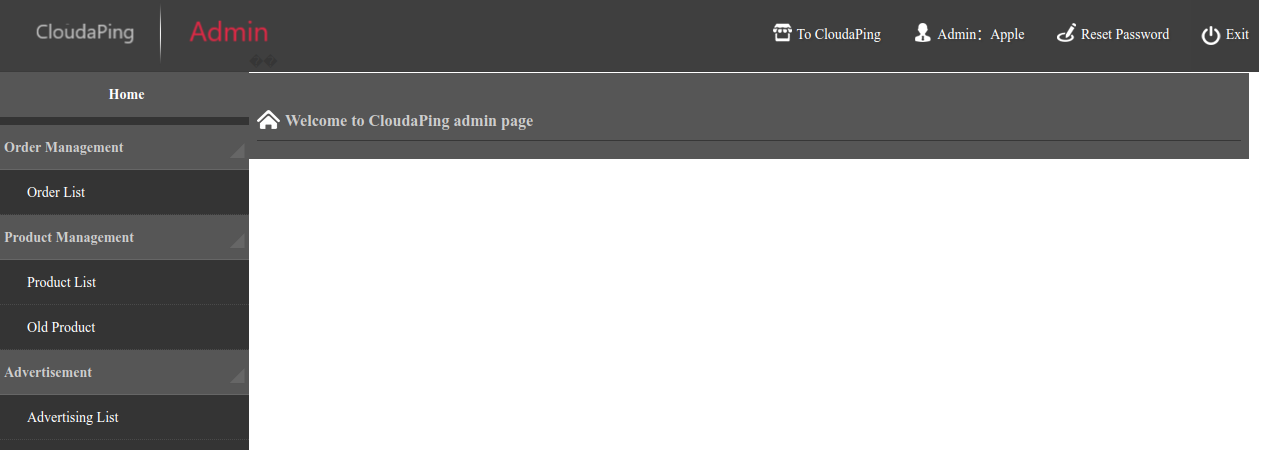 CloudaPing Admin To CloudaPing Admin：Apple Reset Password Exit
��
Home
Welcome to CloudaPing admin page
Order Management
Order List
Product Management
Product List
Old Product
Advertisement
Advertising List